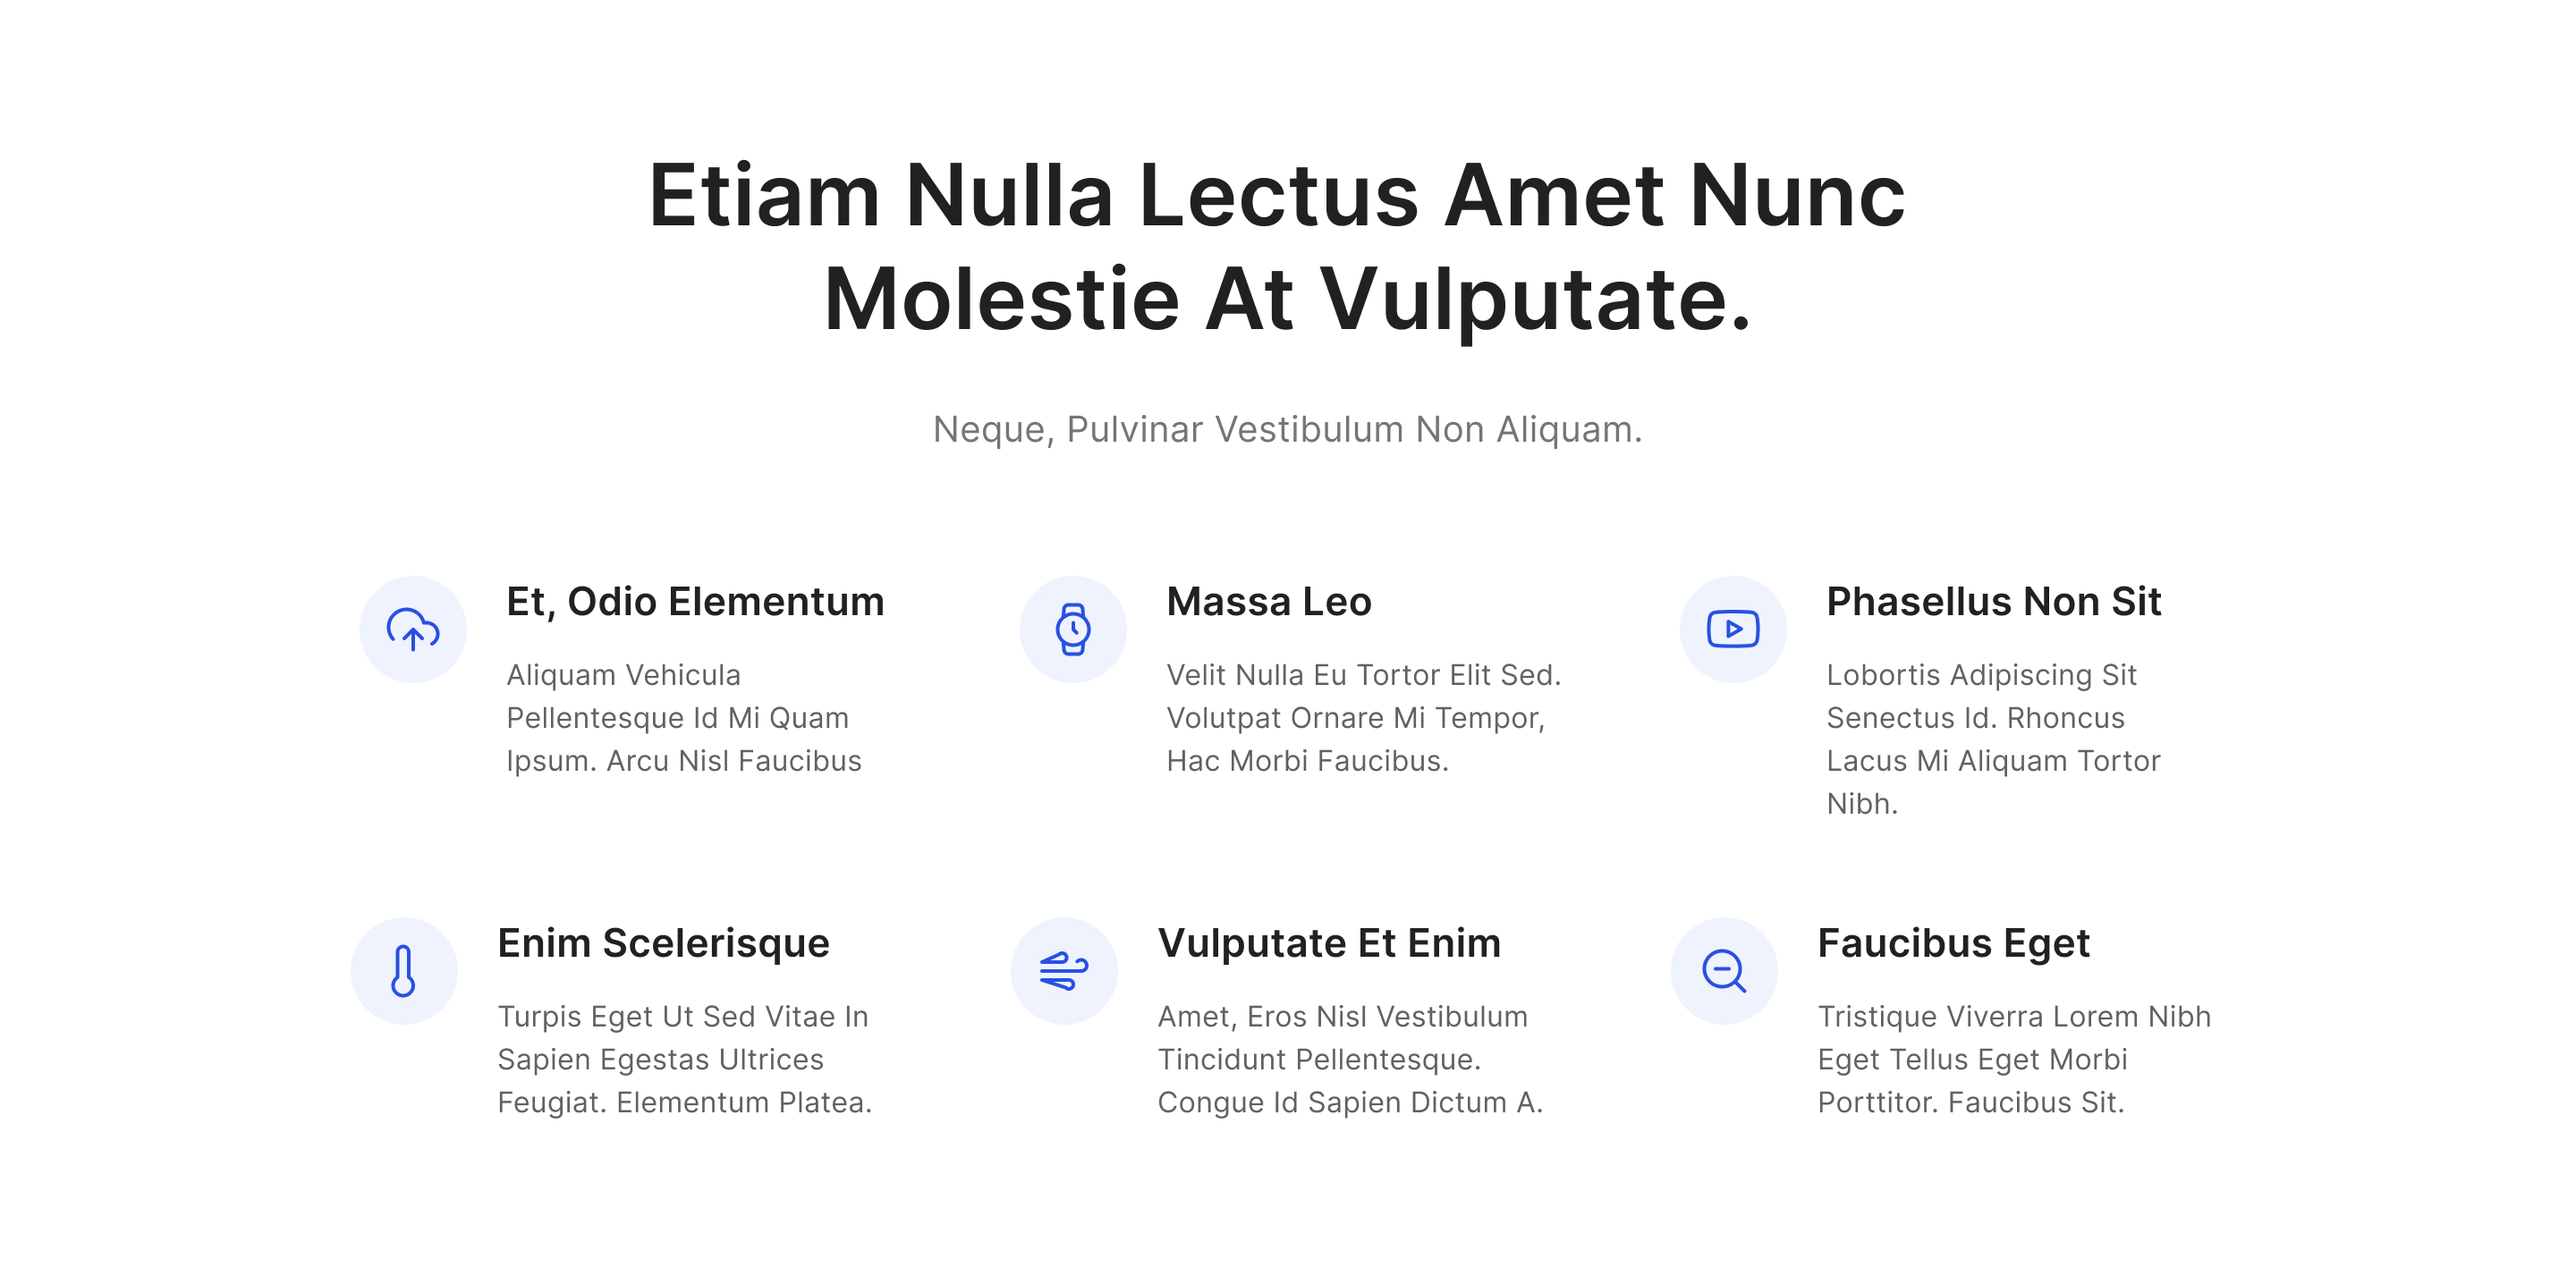 Etiam Nulla Lectus Amet Nunc
Molestie At Vulputate.
Neque, Pulvinar Vestibulum Non Aliquam.
Et, Odio Elementum
Aliquam Vehicula
Pellentesque Id Mi Quam
Ipsum. Arcu Nisl Faucibus
Massa Leo
Velit Nulla Eu Tortor Elit Sed.
Volutpat Ornare Mi Tempor,
Hac Morbi Faucibus.
Phasellus Non Sit
Lobortis Adipiscing Sit
Senectus Id. Rhoncus
Lacus Mi Aliquam Tortor
Nibh.
Enim Scelerisque
Turpis Eget Ut Sed Vitae In
Sapien Egestas Ultrices
Feugiat. Elementum Platea.
Vulputate Et Enim
Amet, Eros Nisl Vestibulum
Tincidunt Pellentesque.
Congue Id Sapien Dictum A.
Faucibus Eget
Tristique Viverra Lorem Nibh
Eget Tellus Eget Morbi
Porttitor. Faucibus Sit.